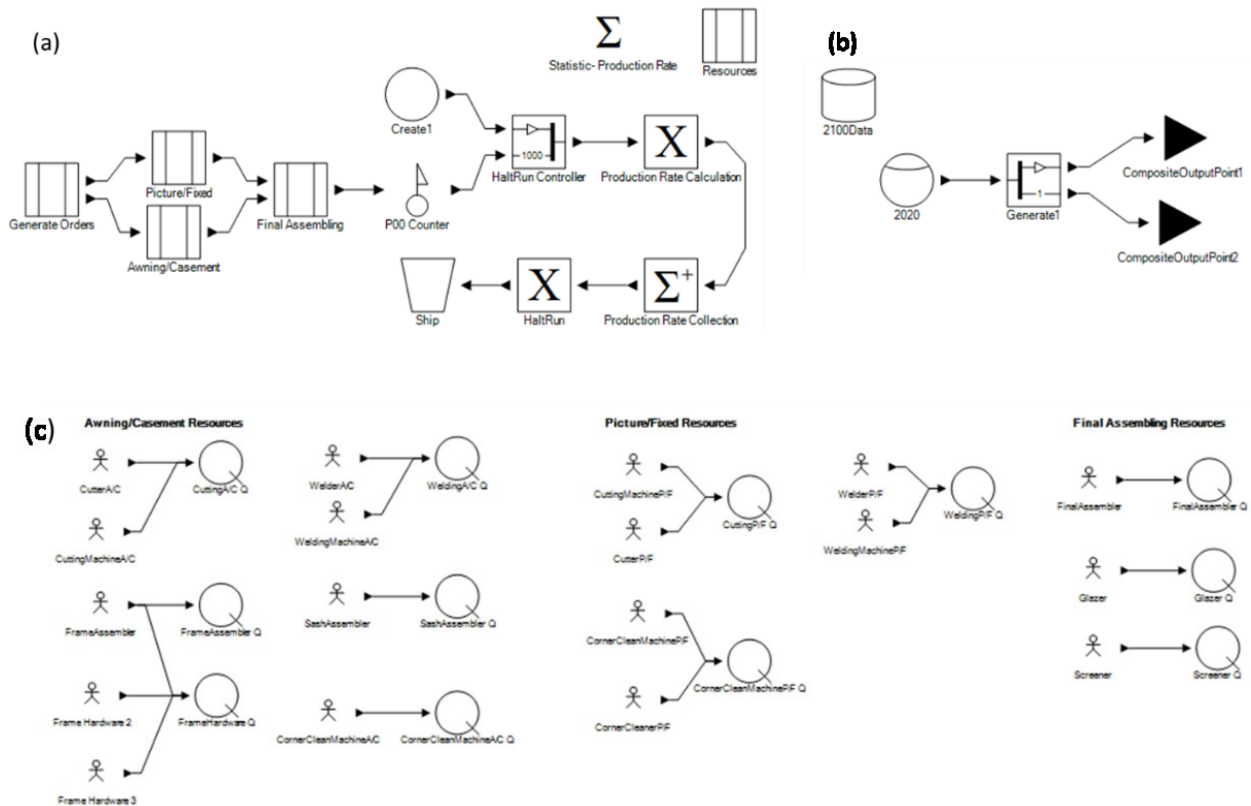 (a)
Σ
Statistic- Production Rate
Resources
Create1
1000
HaltRun Controller
X
Production Rate Calculation
Generate Orders
Picture/Fixed
Awning/Casement
Final Assembling
P00 Counter
Ship
X
HaltRun
Σ+
Production Rate Collection
(b)
2100Data
2020
1
Generate1
CompositeOutputPoint1
CompositeOutputPoint2
(c)
Awning/Casement Resources
CutterA/C
CuttingA/C Q
CuttingMachineA/C
WelderA/C
WeldingA/C Q
WeldingMachineA/C
FrameAssembler
FrameAssembler Q
SashAssembler
SashAssembler Q
Frame Hardware 2
FrameHardware Q
Frame Hardware 3
CornerCleanMachineA/C
CornerCleanMachineAC Q
Picture/Fixed Resources
CuttingMachineP/F
CuttingP/F Q
CutterP/F
WelderP/F
WeldingP/F Q
WeldingMachineP/F
CornerCleanMachineP/F
CornerCleanMachineP/F Q
CornerCleanerP/F
Final Assembling Resources
FinalAssembler
FinalAssembler Q
Glazer
Glazer Q
Screener
Screener Q